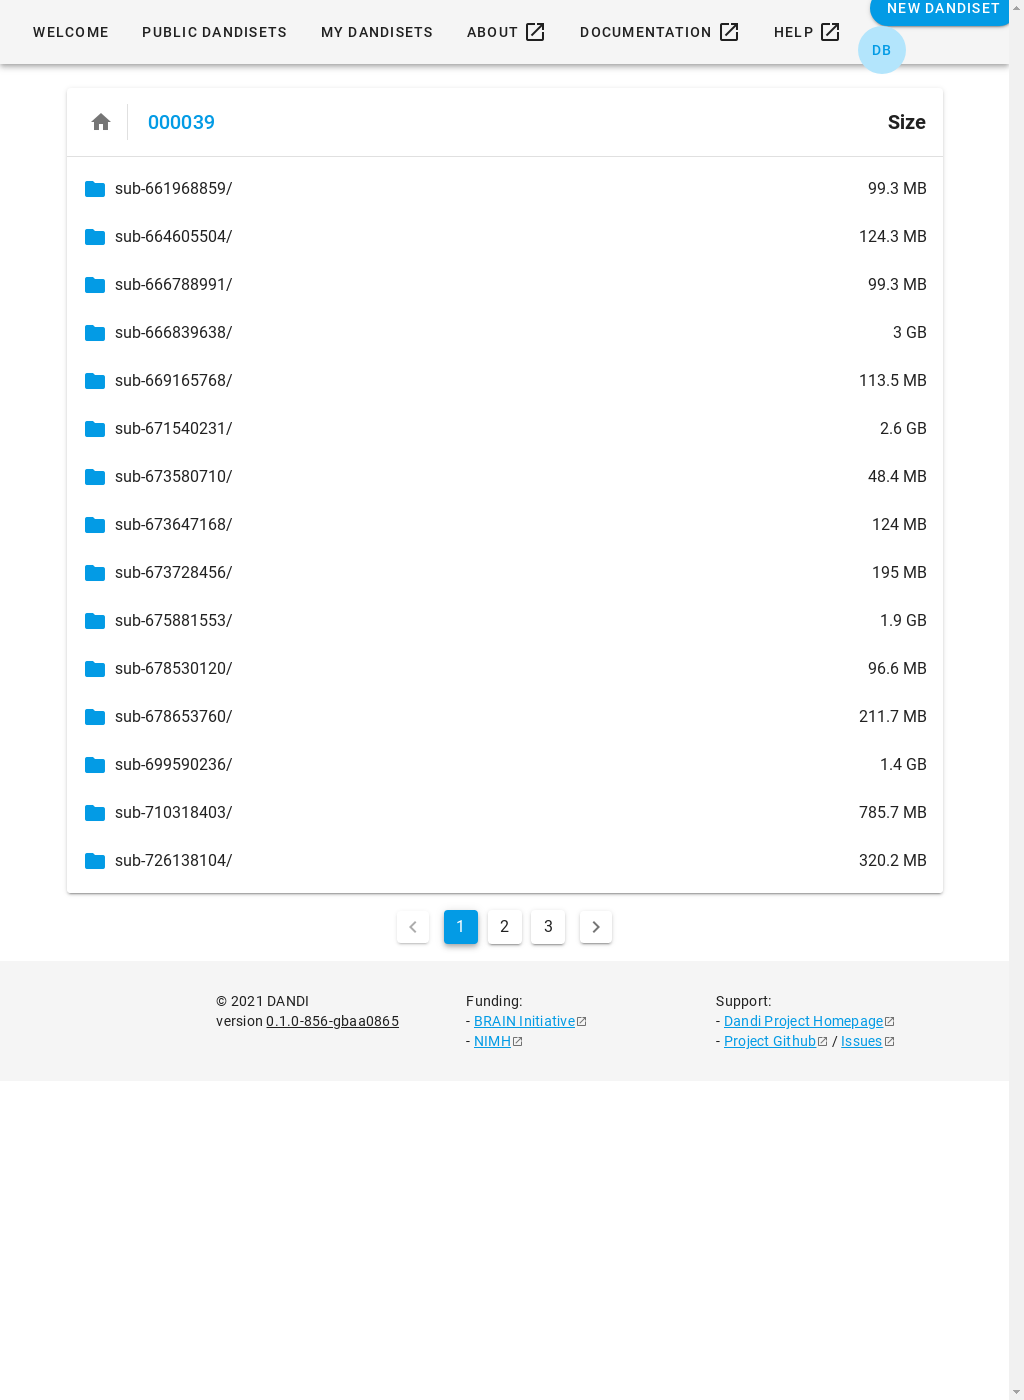 WELCOME PUBLIC DANDISETS MY DANDISETS ABOUT DOCUMENTATION HELP NEW DANDISET
DB
000039 Size
sub-661968859/ 99.3 MB
sub-664605504/ 124.3 MB
sub-666788991/ 99.3 MB
sub-666839638/ 3 GB
sub-669165768/ 113.5 MB
sub-671540231/ 2.6 GB
sub-673580710/ 48.4 MB
sub-673647168/ 124 MB
sub-673728456/ 195 MB
sub-675881553/ 1.9 GB
sub-678530120/ 96.6 MB
sub-678653760/ 211.7 MB
sub-699590236/ 1.4 GB
sub-710318403/ 785.7 MB
sub-726138104/ 320.2 MB
1 2 3
© 2021 DANDI
version 0.1.0-856-gbaa0865
Funding:
- BRAIN Initiative
- NIMH
Support:
- Dandi Project Homepage
- Project Github / Issues